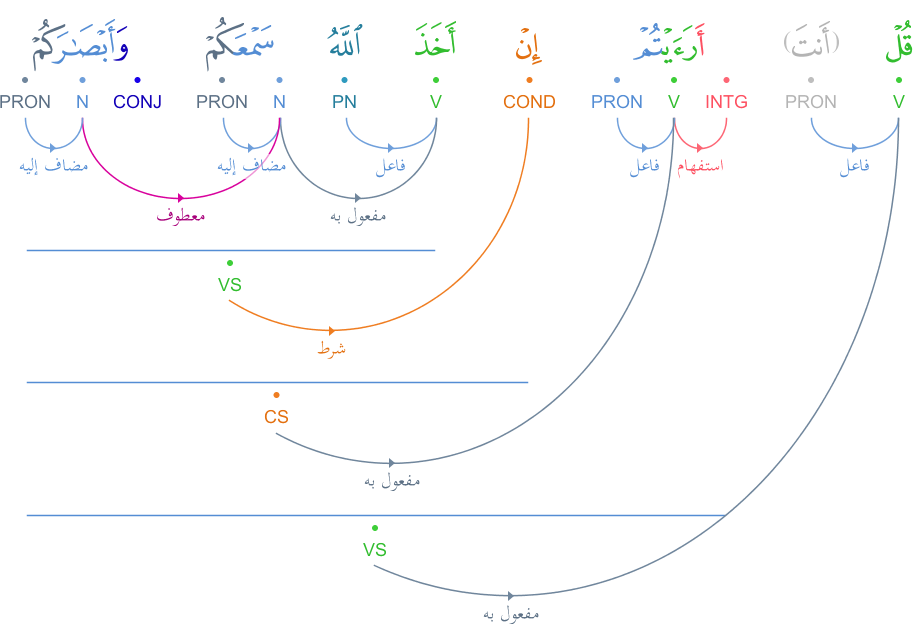 قُلْ (أَنتَ) أَرَءَيْتُمْ إِنْ أَخَذَ ٱللَّهُ سَمْعَكُمْ وَأَبْصَـٰرَكُمْ
PRON N CONJ PRON N PN V COND PRON V INTG PRON V
مضاف إليه مضاف إليه فاعل فاعل استفهام فاعل
معطوف مفعول به
VS
شرط
CS
مفعول به
VS
مفعول به